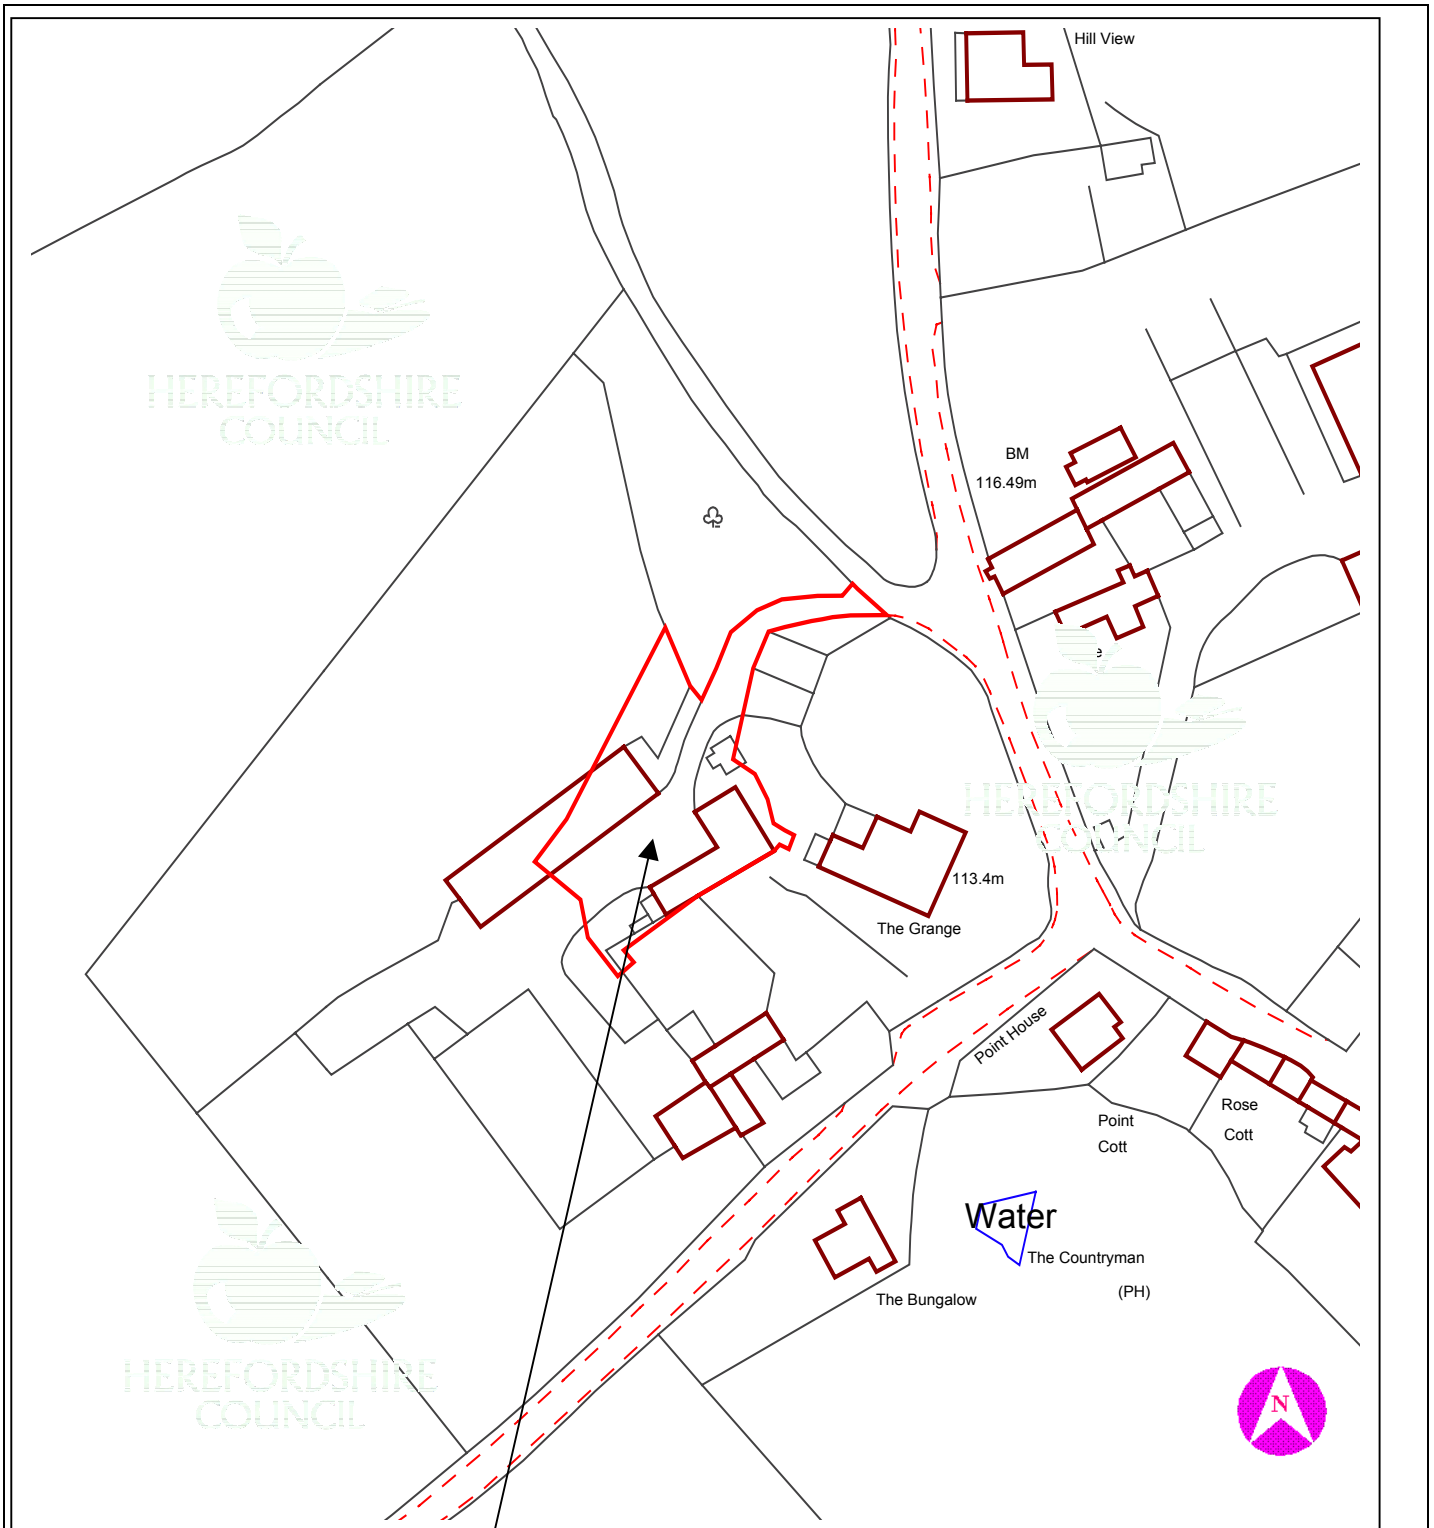 Hill View
HEREFORDSHIRE
COUNCIL
BM
116.49m
e
HEREFORDSHIRE
COUNCIL
113.4m
The Grange
Point House
Point
Cott
Rose
Cott
Water
The Countryman
(PH)
The Bungalow
HEREFORDSHIRE
COUNCIL
N